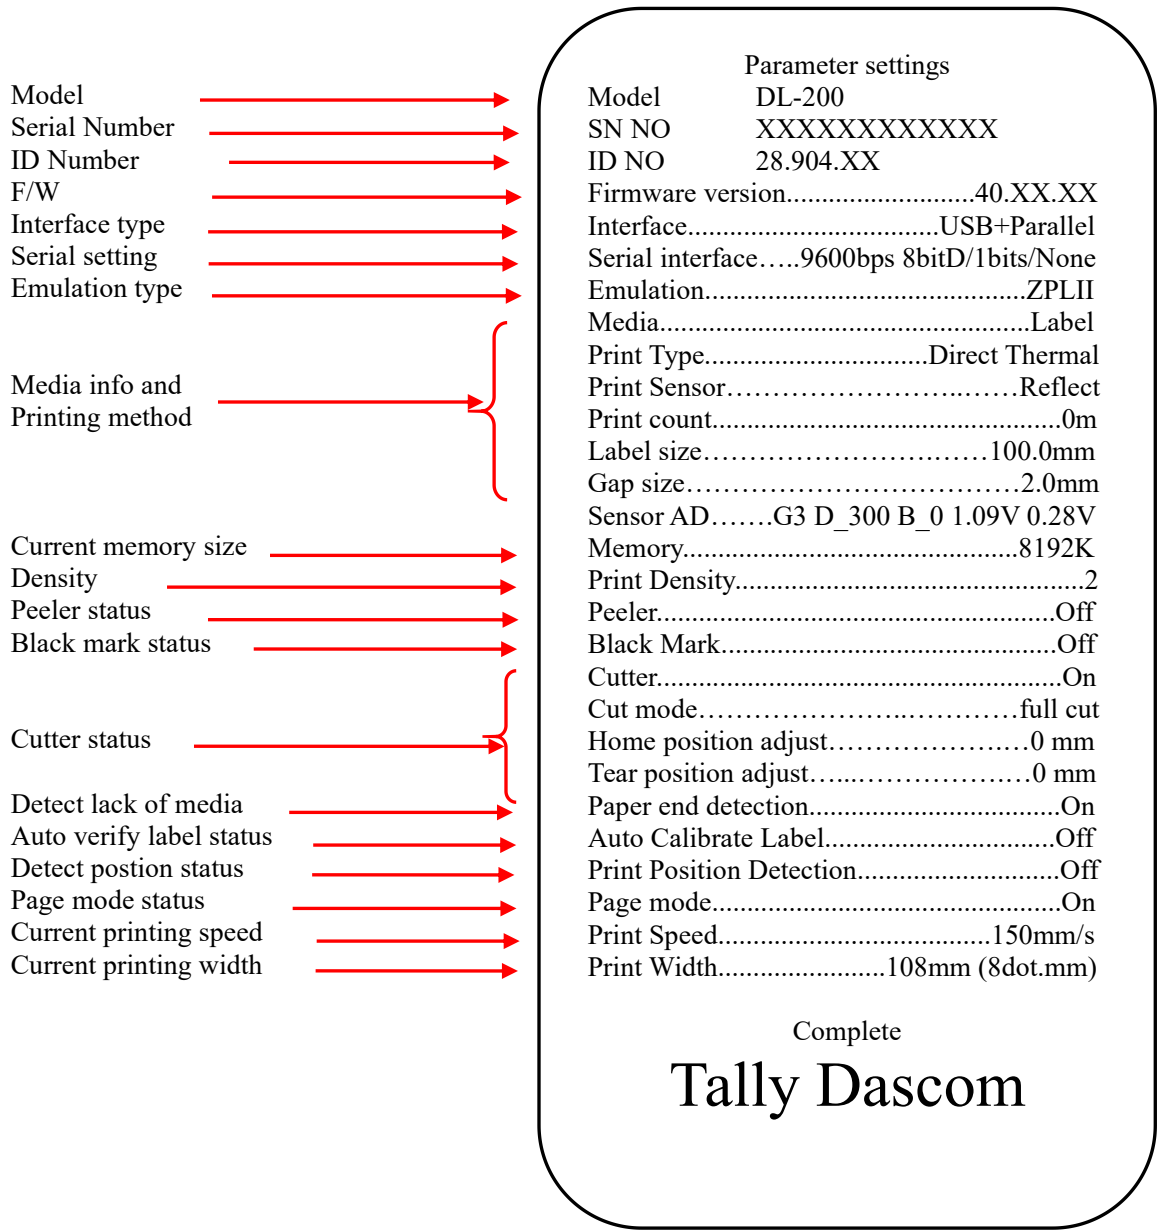 Model
Serial Number
ID Number
F/W
Interface type
Serial setting
Emulation type
Media info and
Printing method
Current memory size
Density
Peeler status
Black mark status
Cutter status
Detect lack of media
Auto verify label status
Detect postion status
Page mode status
Current printing speed
Current printing width
Parameter settings
Model DL-200
SN NO XXXXXXXXXXXX
ID NO 28.904.XX
Firmware version...........................40.XX.XX
Interface....................................USB+Parallel
Serial interface…..9600bps 8bitD/1bits/None
Emulation..............................................ZPLII
Media.....................................................Label
Print Type................................Direct Thermal
Print Sensor……………………..……Reflect
Print count..................................................0m
Label size…………………………100.0mm
Gap size………………………………2.0mm
Sensor AD…….G3 D_300 B_0 1.09V 0.28V
Memory................................................8192K
Print Density..................................................2
Peeler.........................................................Off
Black Mark................................................Off
Cutter..........................................................On
Cut mode…………………..…………full cut
Home position adjust……………….…0 mm
Tear position adjust…...………………0 mm
Paper end detection....................................On
Auto Calibrate Label.................................Off
Print Position Detection.............................Off
Page mode..................................................On
Print Speed.......................................150mm/s
Print Width........................108mm (8dot.mm)
Complete
Tally Dascom